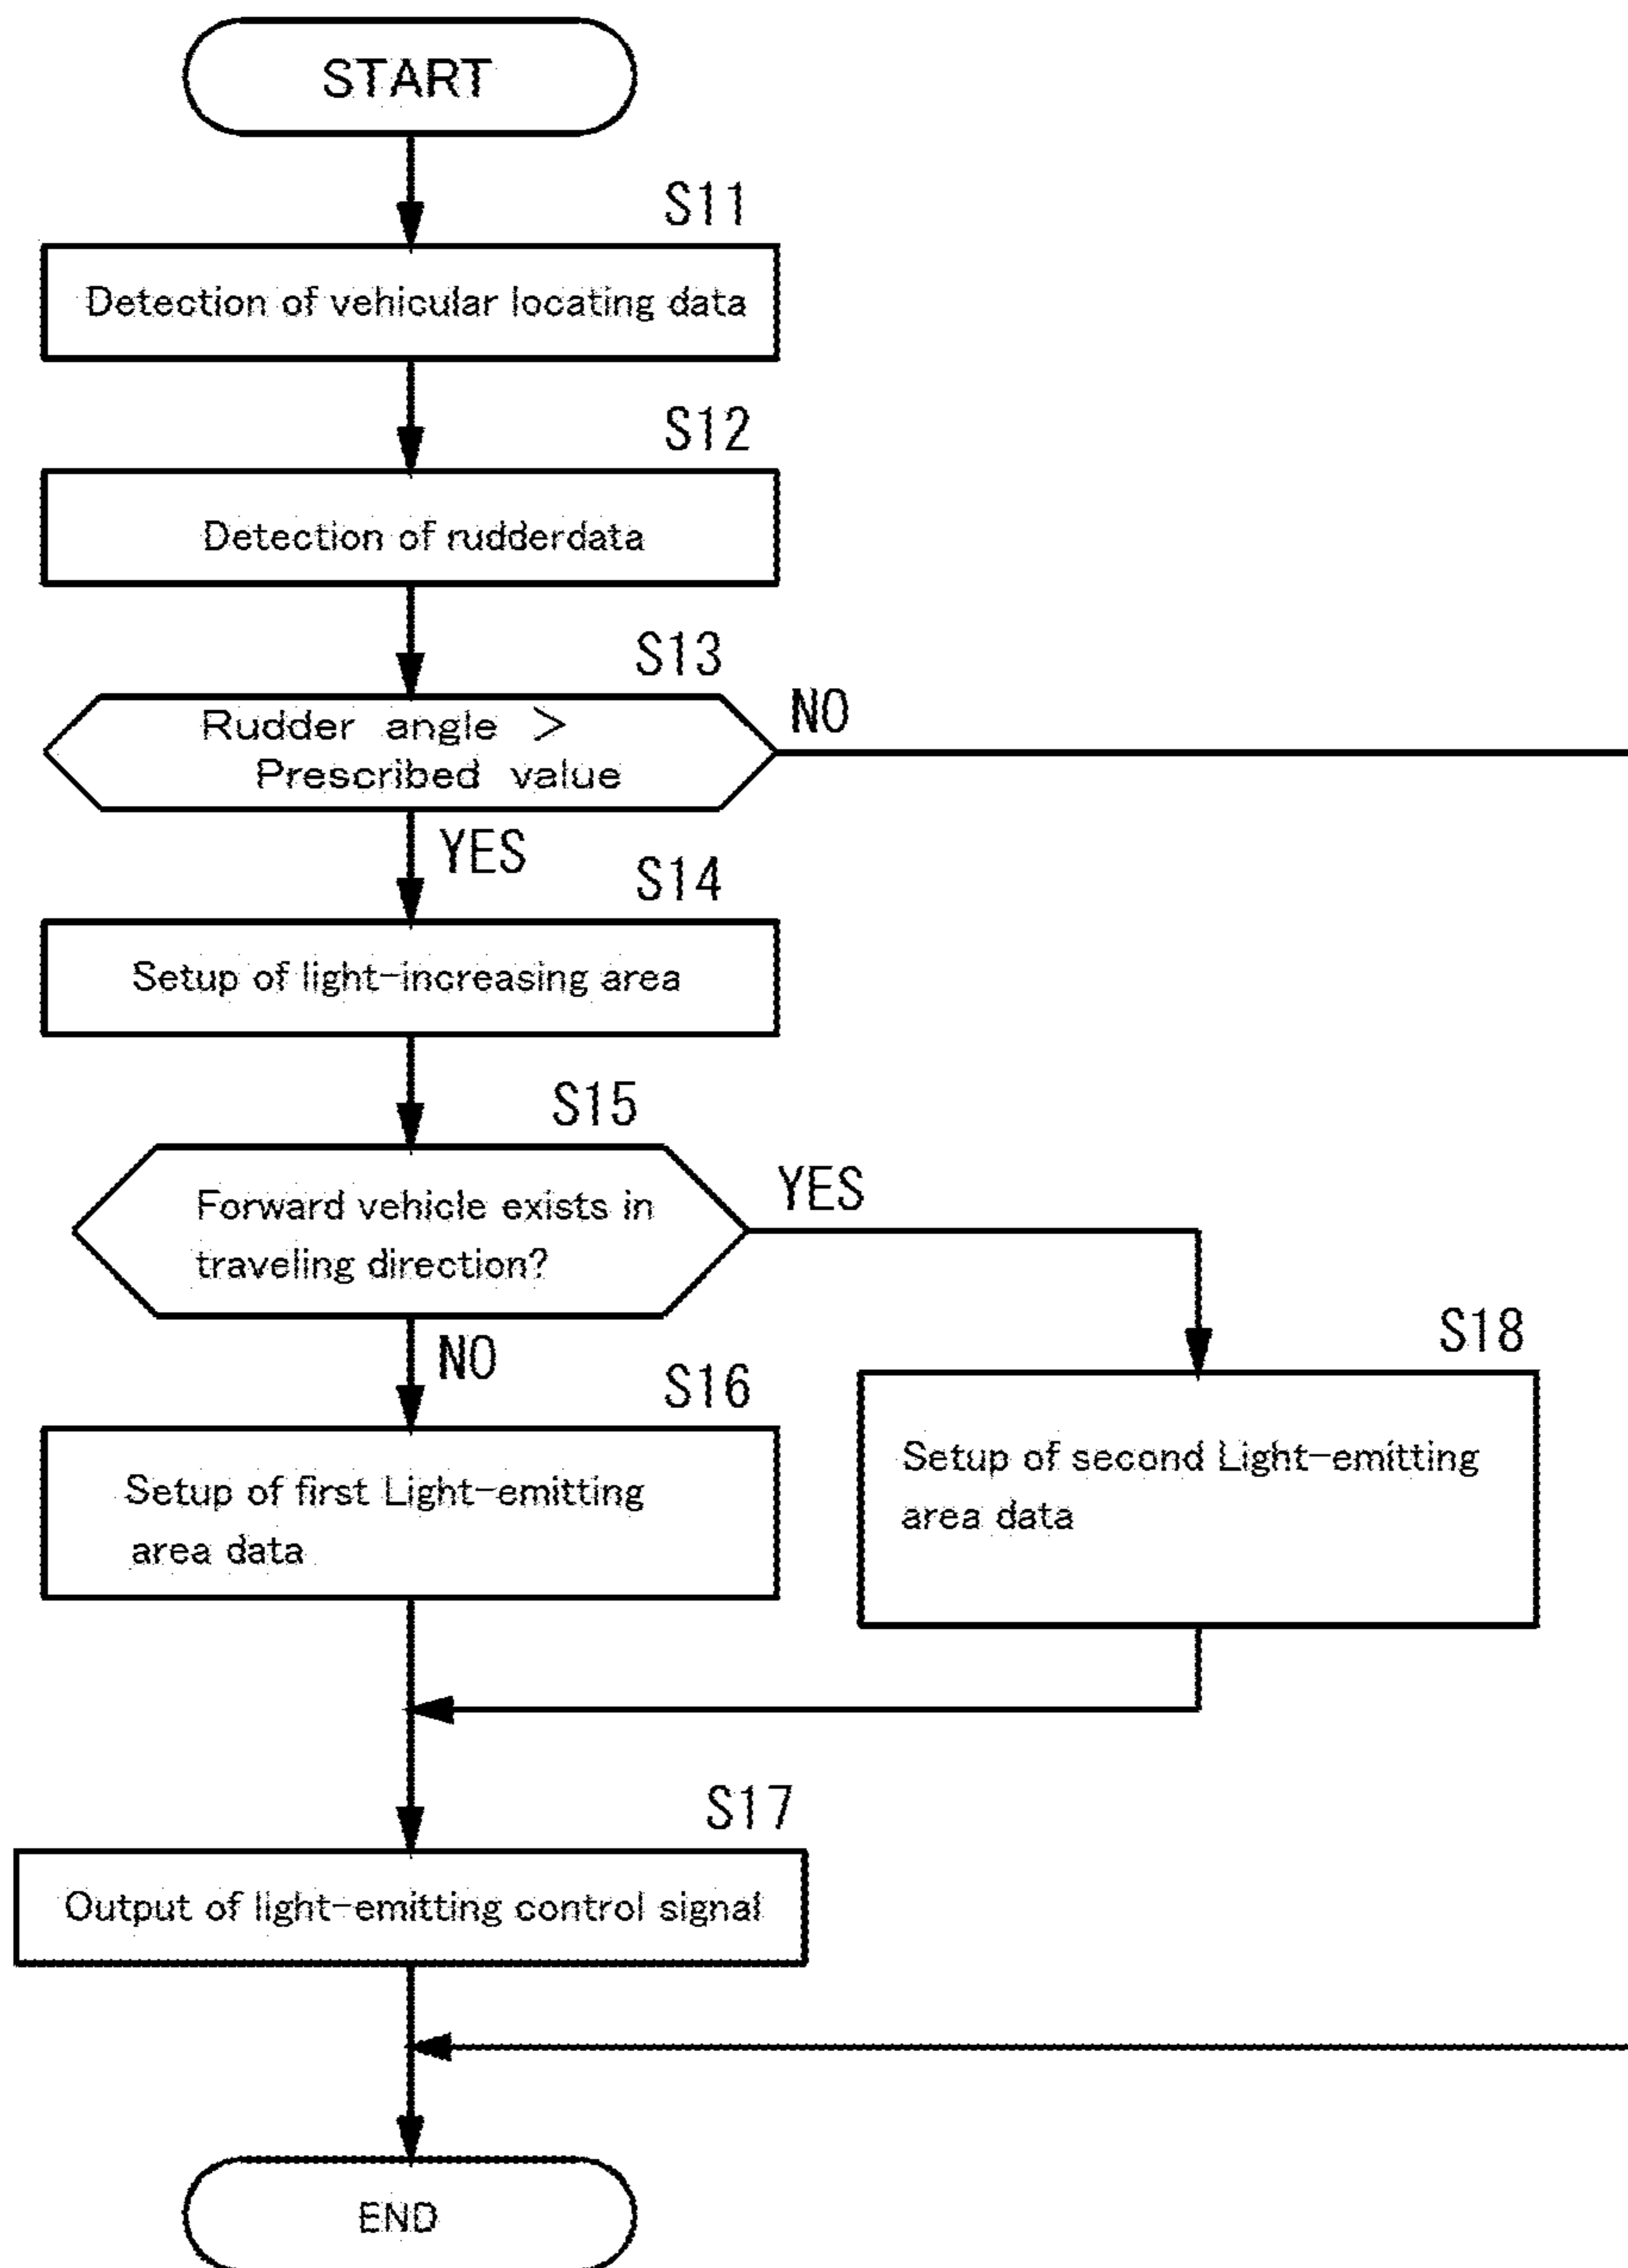 START
S11
Detection of vehicular locating data
S12
Detection of rudderdata
S13
Rudder angle >
Prescribed value
NO
YES
S14
Setup of light-increasing area
S15
Forward vehicle exists in
traveling direction?
YES
NO
S16
Setup of first Light-emitting
area data
S18
Setup of second Light-emitting
area data
S17
Output of light-emitting control signal
END